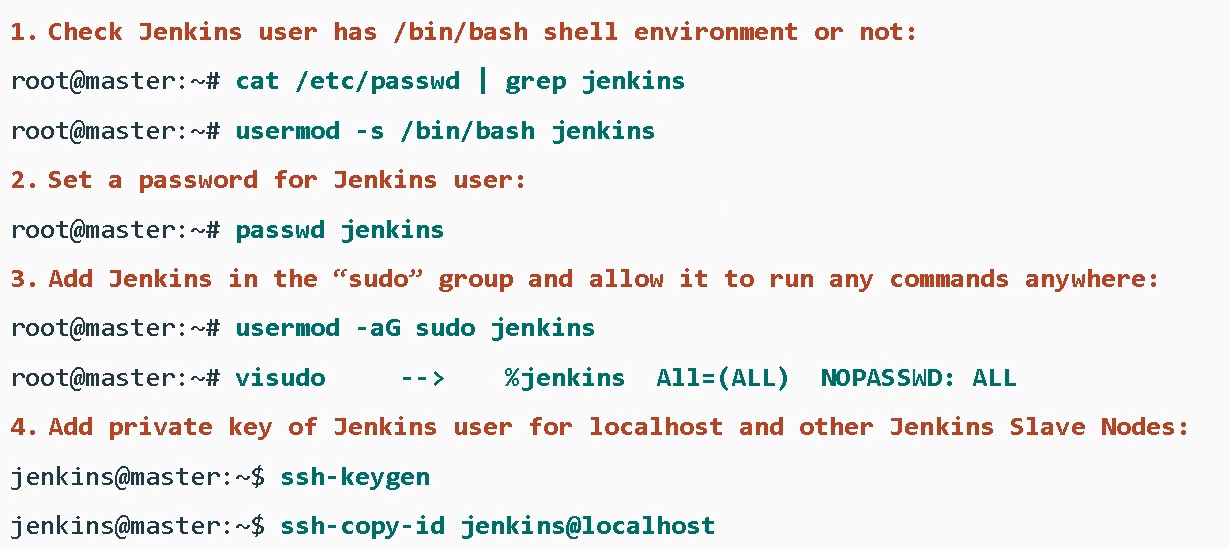 1. Check Jenkins user has /bin/bash shell environment or not:
root@master:~# cat /etc/passwd | grep jenkins
root@master:~# usermod -s /bin/bash jenkins
2. Set a password for Jenkins user:
root@master:~# passwd jenkins
3. Add Jenkins in the “sudo” group and allow it to run any commands anywhere:
root@master:~# usermod -aG sudo jenkins
root@master:~# visudo --> %jenkins All=(ALL) NOPASSWD: ALL
4. Add private key of Jenkins user for localhost and other Jenkins Slave Nodes:
jenkins@master:~$ ssh-keygen
jenkins@master:~$ ssh-copy-id jenkins@localhost